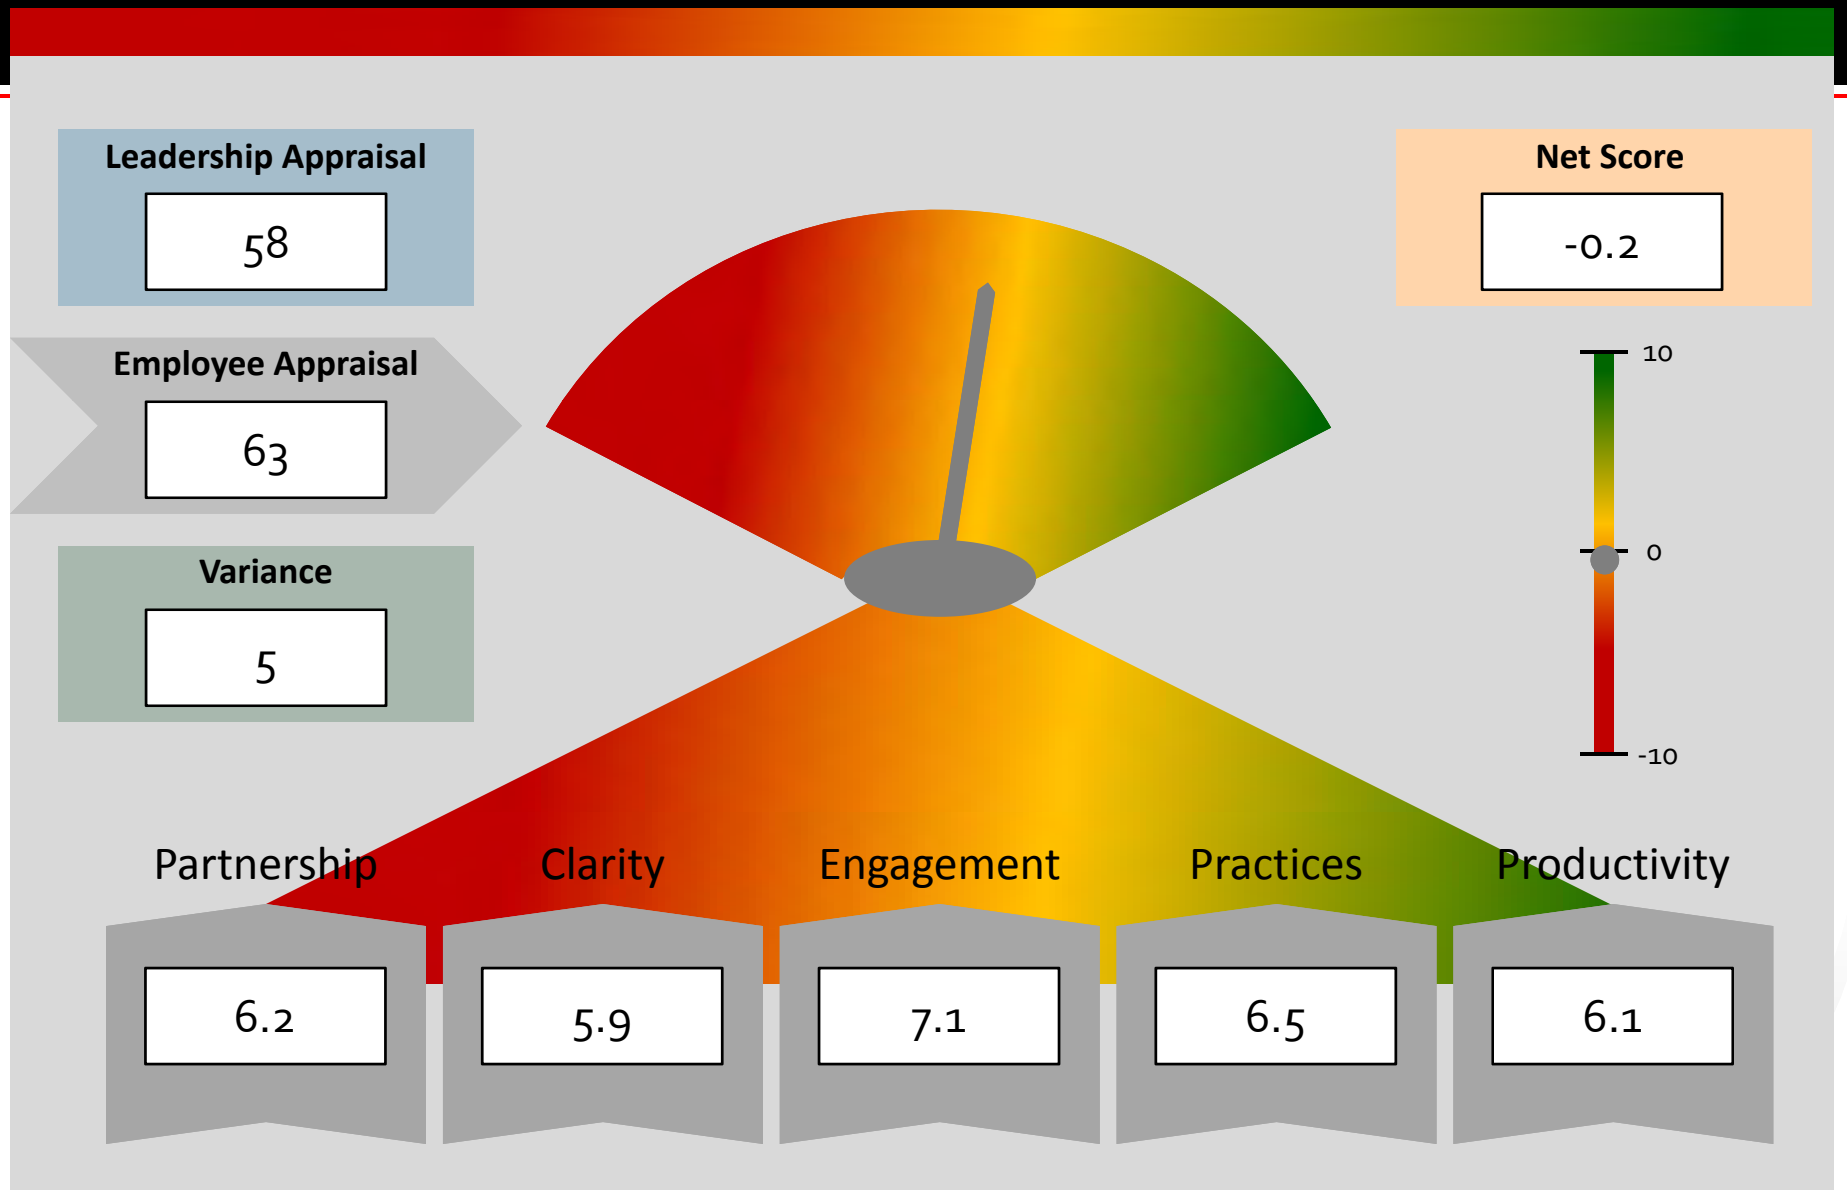 Leadership Appraisal
58
Employee Appraisal
63
Variance
5
Net Score
-0.2
10
0
-10
Partnership
Clarity
Engagement
Practices
Productivity
6.2
5.9
7.1
6.5
6.1